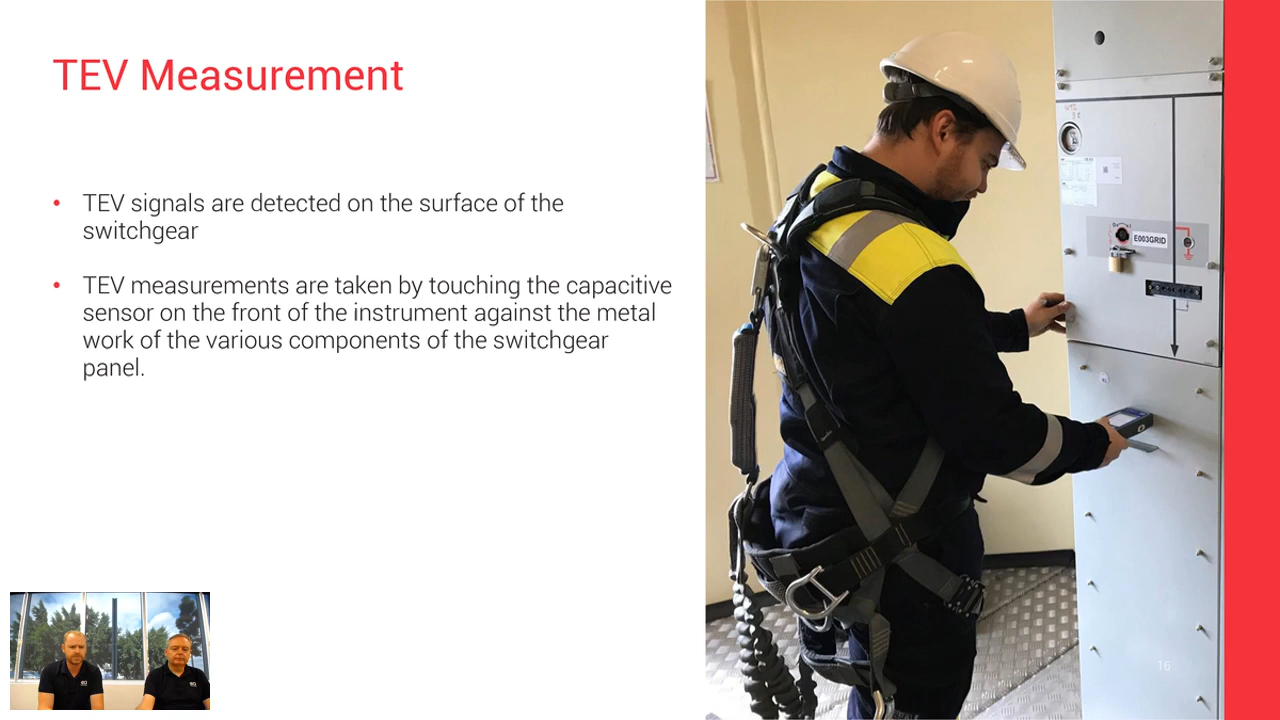 TEV Measurement
• TEV signals are detected on the surface of the
switchgear
• TEV measurements are taken by touching the capacitive
sensor on the front of the instrument against the metal
work of the various components of the switchgear
panel.
E003GRID
16